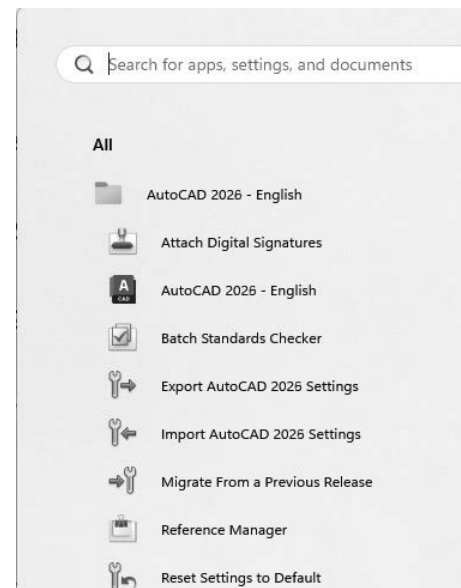 Search for apps, settings, and documents
All
AutoCAD 2026 - English
Attach Digital Signatures
A
CAD
AutoCAD 2026 - English
Batch Standards Checker
Export AutoCAD 2026 Settings
Import AutoCAD 2026 Settings
Migrate From a Previous Release
Reference Manager
Reset Settings to Default